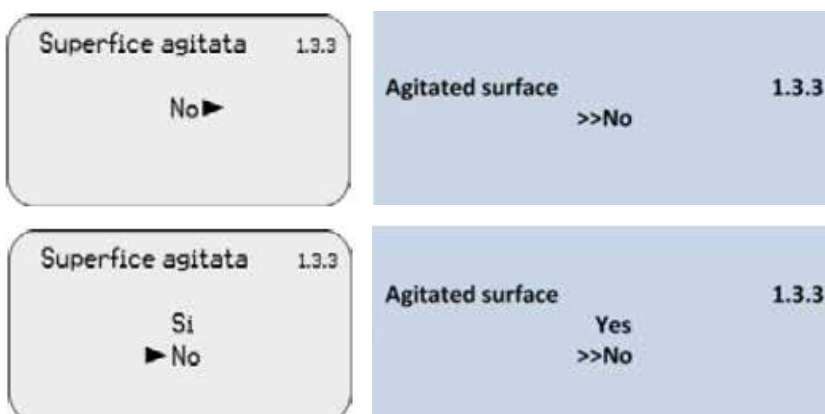 Superfice agitata 1.3.3
No►
Agitated surface 1.3.3
>>No
Superfice agitata 1.3.3
Si
►No
Agitated surface 1.3.3
Yes
>>No